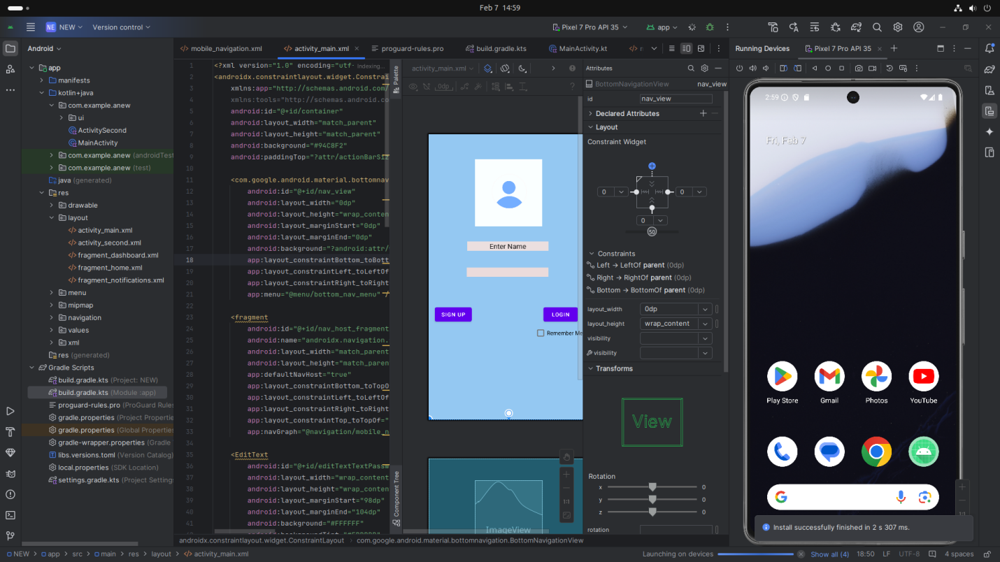 Feb 7 14:59
NE NEW Version control
Pixel 7 Pro API 35 app
Android
mobile_navigation.xml activity_main.xml proguard-rules.pro build.gradle.kts MainActivity.kt
Running Devices Pixel 7 Pro API 35
app
manifests
kotlin+java
com.example.anew
ui
ActivitySecond
MainActivity
com.example.anew (androidTest
com.example.anew (test)
java (generated)
res
drawable
layout
activity_main.xml
activity_second.xml
fragment_dashboard.xml
fragment_home.xml
fragment_notifications.xml
menu
mipmap
navigation
values
xml
res (generated)
Gradle Scripts
build.gradle.kts (Project: NEW)
build.gradle.kts (Module :app)
proguard-rules.pro (ProGuard Rules
gradle.properties (Project Propertie
gradle.properties (Global Properties
gradle-wrapper.properties (Gradle
libs.versions.toml (Version Catalog)
local.properties (SDK Location)
settings.gradle.kts (Project Settings
1 <?xml version="1.0" encoding="utf- Indexing...
2 <androidx.constraintlayout.widget.Constrai
3 xmlns:app="http://schemas.android.com/
4 xmlns:tools="http://schemas.android.co
5 android:id="@+id/container"
6 android:layout_width="match_parent"
7 android:layout_height="match_parent"
8 android:background="#94C8F2"
9 android:paddingTop="?attr/actionBarSiz
10
11 <com.google.android.material.bottomnav
12 android:id="@+id/nav_view"
13 android:layout_width="0dp"
14 android:layout_height="wrap_conten
15 android:layout_marginStart="0dp"
16 android:layout_marginEnd="0dp"
17 android:background="?android:attr/
18 app:layout_constraintBottom_toBott
19 app:layout_constraintLeft_toLeftOf
20 app:layout_constraintRight_toRight
21 app:menu="@menu/bottom_nav_menu" /
22
23 <fragment
24 android:id="@+id/nav_host_fragment
25 android:name="androidx.navigation.
26 android:layout_width="match_parent
27 android:layout_height="match_paren
28 app:defaultNavHost="true"
29 app:layout_constraintBottom_toTopO
30 app:layout_constraintLeft_toLeftOf
31 app:layout_constraintRight_toRight
32 app:layout_constraintTop_toTopOf="
33 app:navGraph="@navigation/mobile_n
34
35 <EditText
36 android:id="@+id/editTextTextPassw
37 android:layout_width="wrap_content
38 android:layout_height="wrap_conten
39 android:layout_marginStart="98dp"
40 android:layout_marginEnd="104dp"
41 android:background="#FFFFFF"
Palette
Component Tree
activity_main.xml
0dp
Enter Name
SIGN UP LOGIN
Remember Me
ImageView
1:1
Attributes
BottomNavigationView nav_view
id nav_view
Declared Attributes
Layout
Constraint Widget
0 0
0
50
Constraints
Left → LeftOf parent (0dp)
Right → RightOf parent (0dp)
Bottom → BottomOf parent (0dp)
layout_width 0dp
layout_height wrap_content
visibility
visibility
Transforms
View
Rotation
x 0
y 0
z 0
rotation
2:59
Fri, Feb 7
Play Store Gmail Photos YouTube
Install successfully finished in 2 s 307 ms.
androidx.constraintlayout.widget.ConstraintLayout › com.google.android.material.bottomnavigation.BottomNavigationView
NEW › app › src › main › res › layout › activity_main.xml
Launching on devices Show all (4) 18:50 LF UTF-8 4 spaces